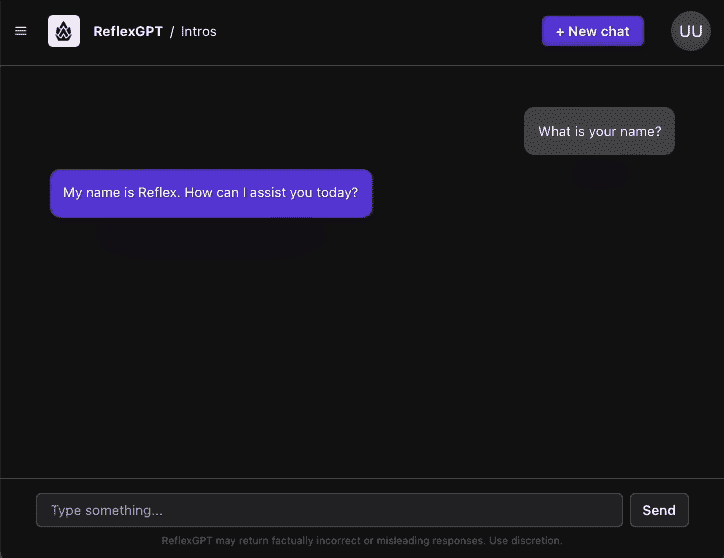 ReflexGPT / Intros
+ New chat
UU
What is your name?
My name is Reflex. How can I assist you today?
Type something...
Send
ReflexGPT may return factually incorrect or misleading responses. Use discretion.